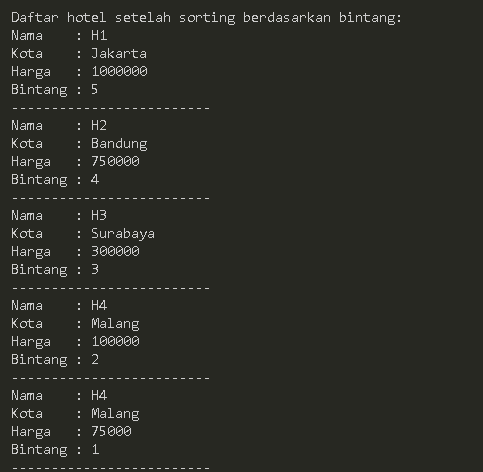 Daftar hotel setelah sorting berdasarkan bintang:
Nama    : H1
Kota    : Jakarta
Harga   : 1000000
Bintang : 5
-------------------------
Nama    : H2
Kota    : Bandung
Harga   : 750000
Bintang : 4
-------------------------
Nama    : H3
Kota    : Surabaya
Harga   : 300000
Bintang : 3
-------------------------
Nama    : H4
Kota    : Malang
Harga   : 100000
Bintang : 2
-------------------------
Nama    : H4
Kota    : Malang
Harga   : 75000
Bintang : 1
-------------------------